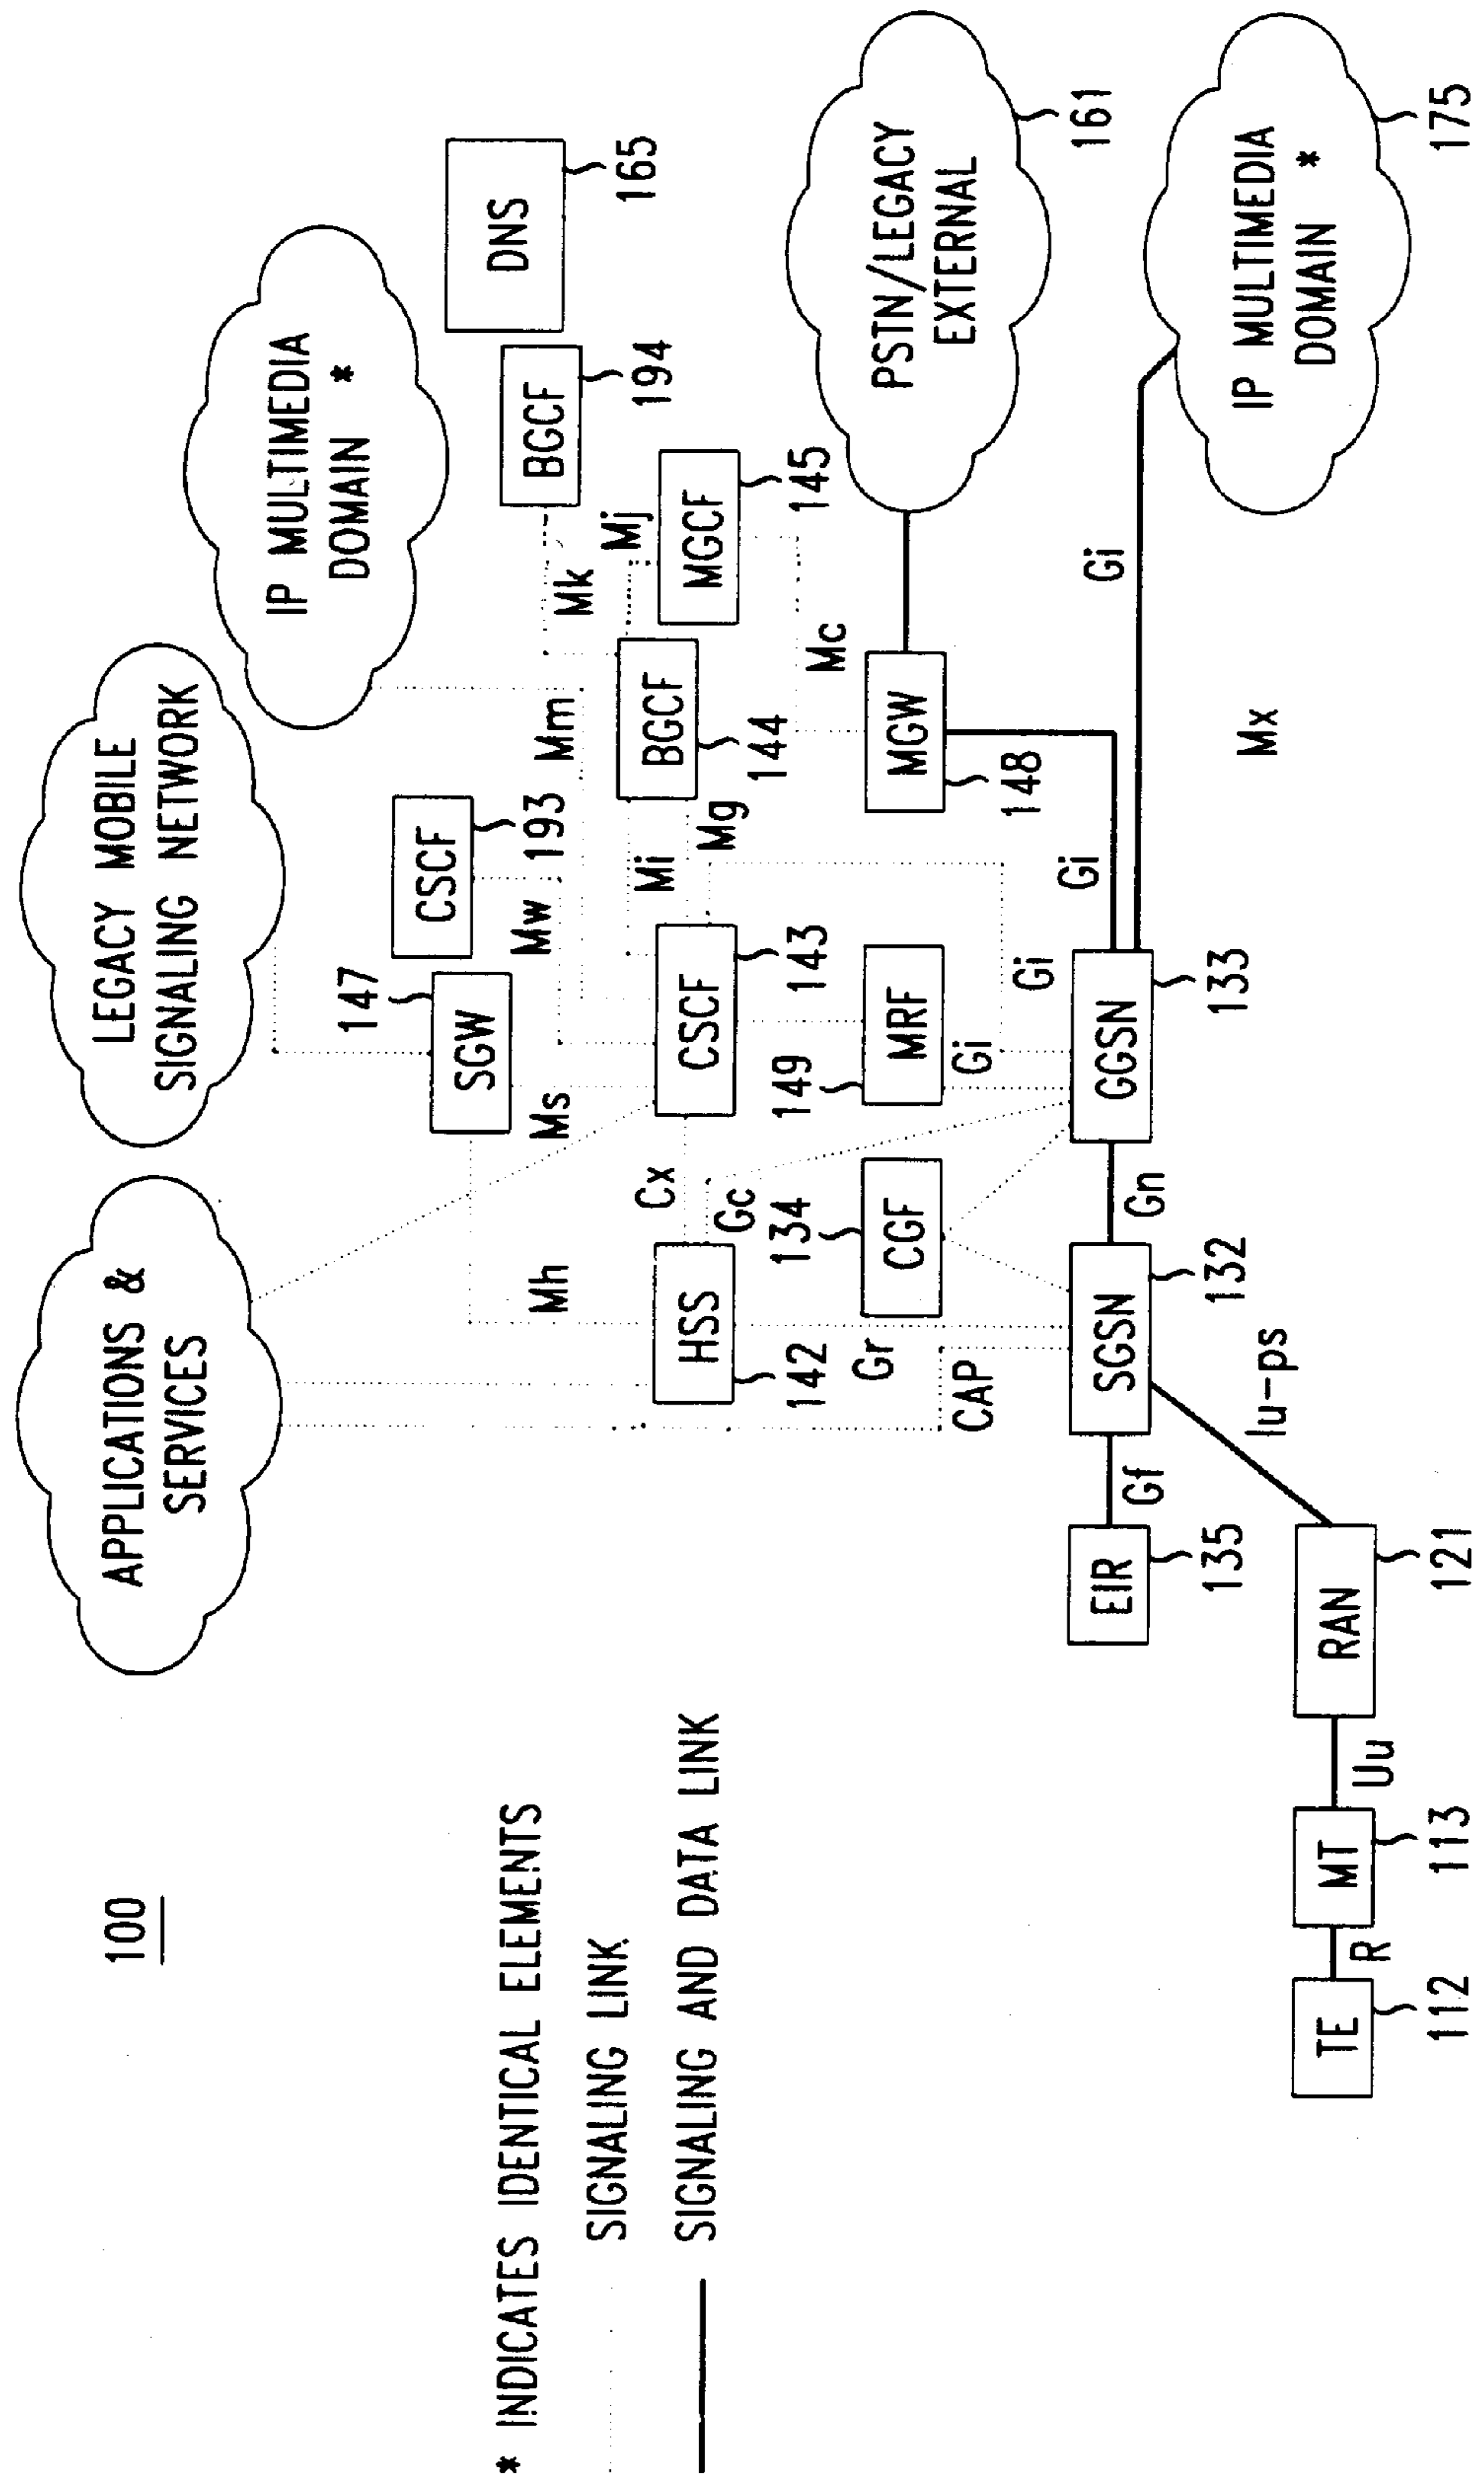 100
APPLICATIONS &
SERVICES
LEGACY MOBILE
SIGNALING NETWORK
IP MULTIMEDIA
DOMAIN *
* INDICATES IDENTICAL ELEMENTS
SIGNALING LINK
SIGNALING AND DATA LINK
147
SGW
CSCF
193
BGCF
194
DNS
165
Mh
Ms
Mw
Mm
Mk
Mj
HSS
142
Cx
Gc
CSCF
143
Mi
Mg
BGCF
144
MGCF
145
Gr
134
CGF
149
MRF
Mc
MGW
148
PSTN/LEGACY
EXTERNAL
161
CAP
Gi
Gi
Gi
Gi
EIR
135
Gf
SGSN
132
Gn
GGSN
133
Mx
IP MULTIMEDIA
DOMAIN *
175
Iu-ps
TE
112
R
MT
113
Uu
RAN
121